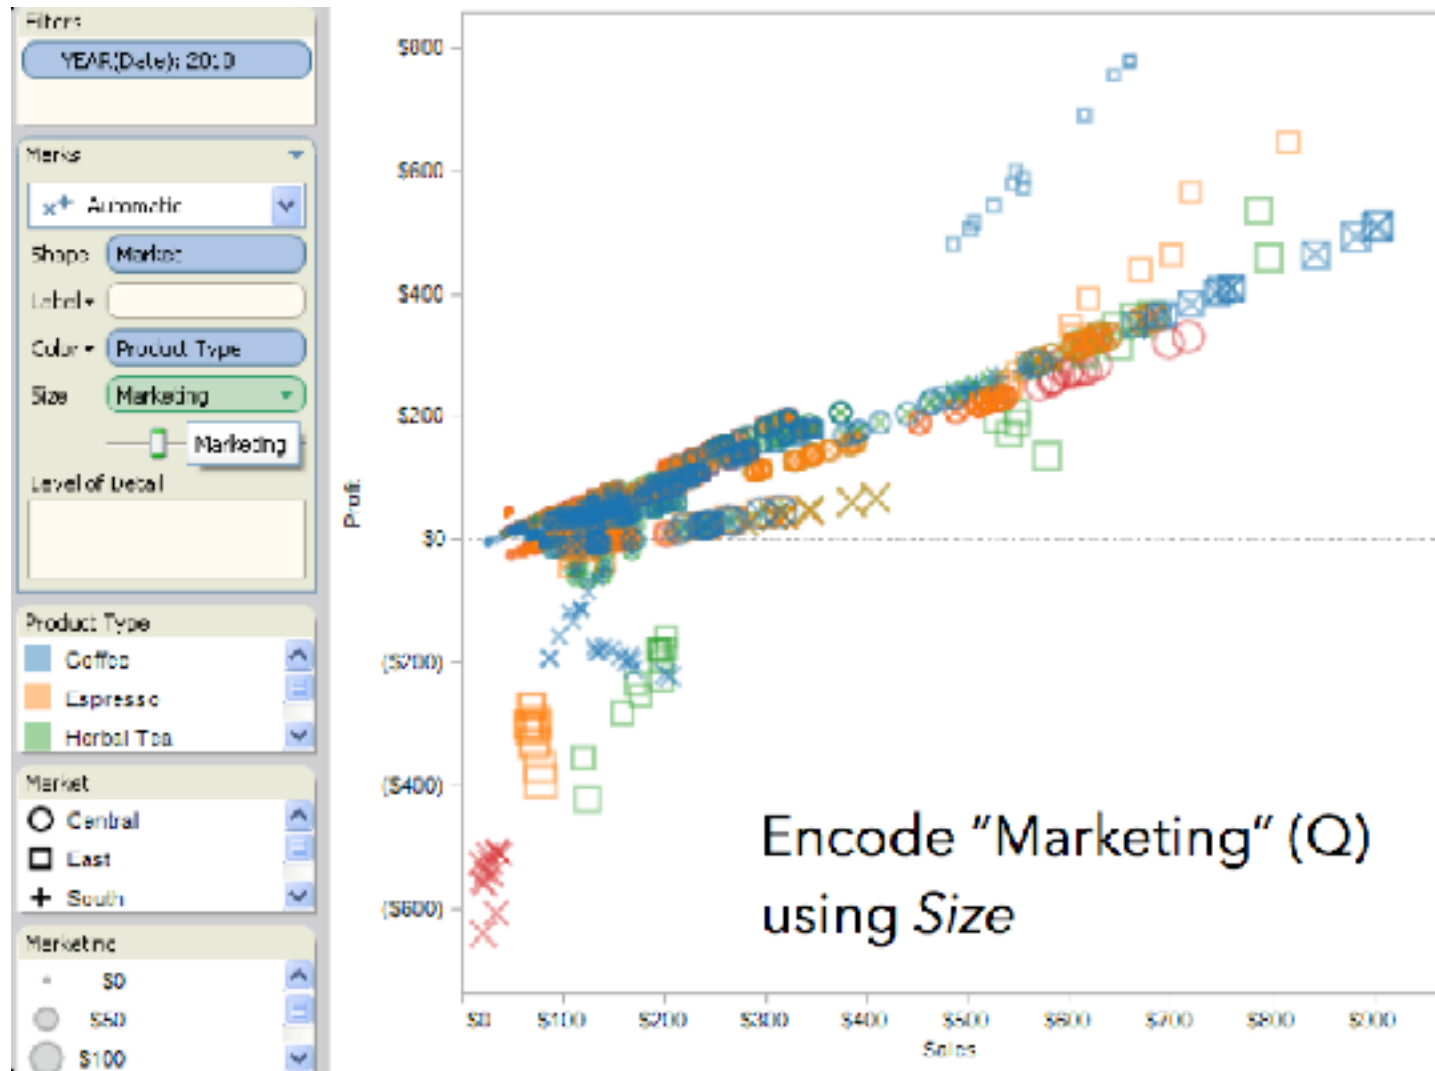 Filters
YEAR(Date): 2010
Marks
Automatic
Shape Market
Label
Color Product Type
Size Marketing
Marketing
Level of Detail
Product Type
Coffee
Espresso
Herbal Tea
Market
Central
East
South
Marketing
$0
$50
$100
Profit
$800
$600
$400
$200
$0
($200)
($400)
($600)
Encode “Marketing” (Q)
using Size
$0 $100 $200 $300 $400 $500 $600 $700 $800 $900
Sales